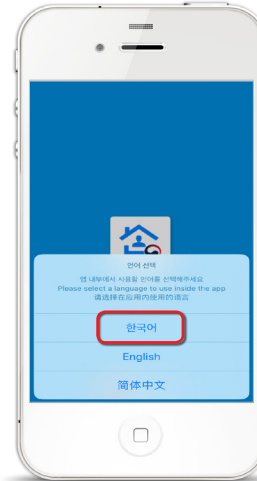 언어 선택
앱 내부에서 사용할 언어를 선택해주세요
Please select a language to use inside the app
请选择在应用内使用的语言
한국어
English
简体中文